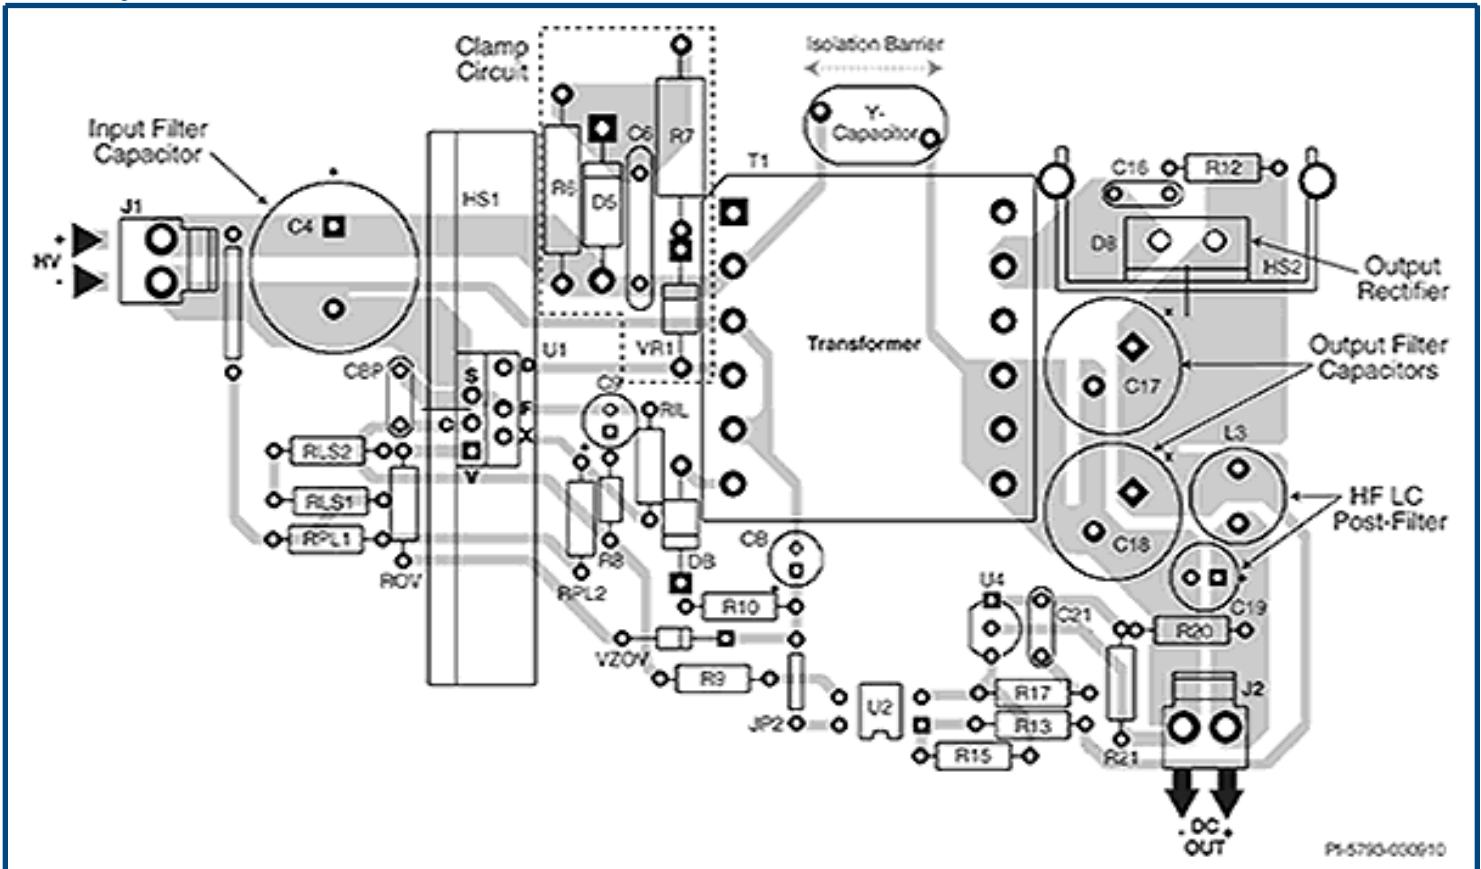 Clamp
Circuit
Isolation Barrier
Y-
Capacitor
Input Filter
Capacitor
J1
+
HV
-
C4
HS1
R6
D5
C6
R7
T1
C16
R12
D8
HS2
Output
Rectifier
Transformer
VR1
U1
Output Filter
Capacitors
C17
CBP
S
D
C
F
X
V
C9
RIL
RLS2
RLS1
RPL1
ROV
RPL2
R8
L3
HF LC
Post-Filter
C18
C19
C8
R10
U4
C21
R20
VZOV
R9
JP2
U2
R17
R13
R15
R21
J2
- DC +
OUT
PI-5793-030910